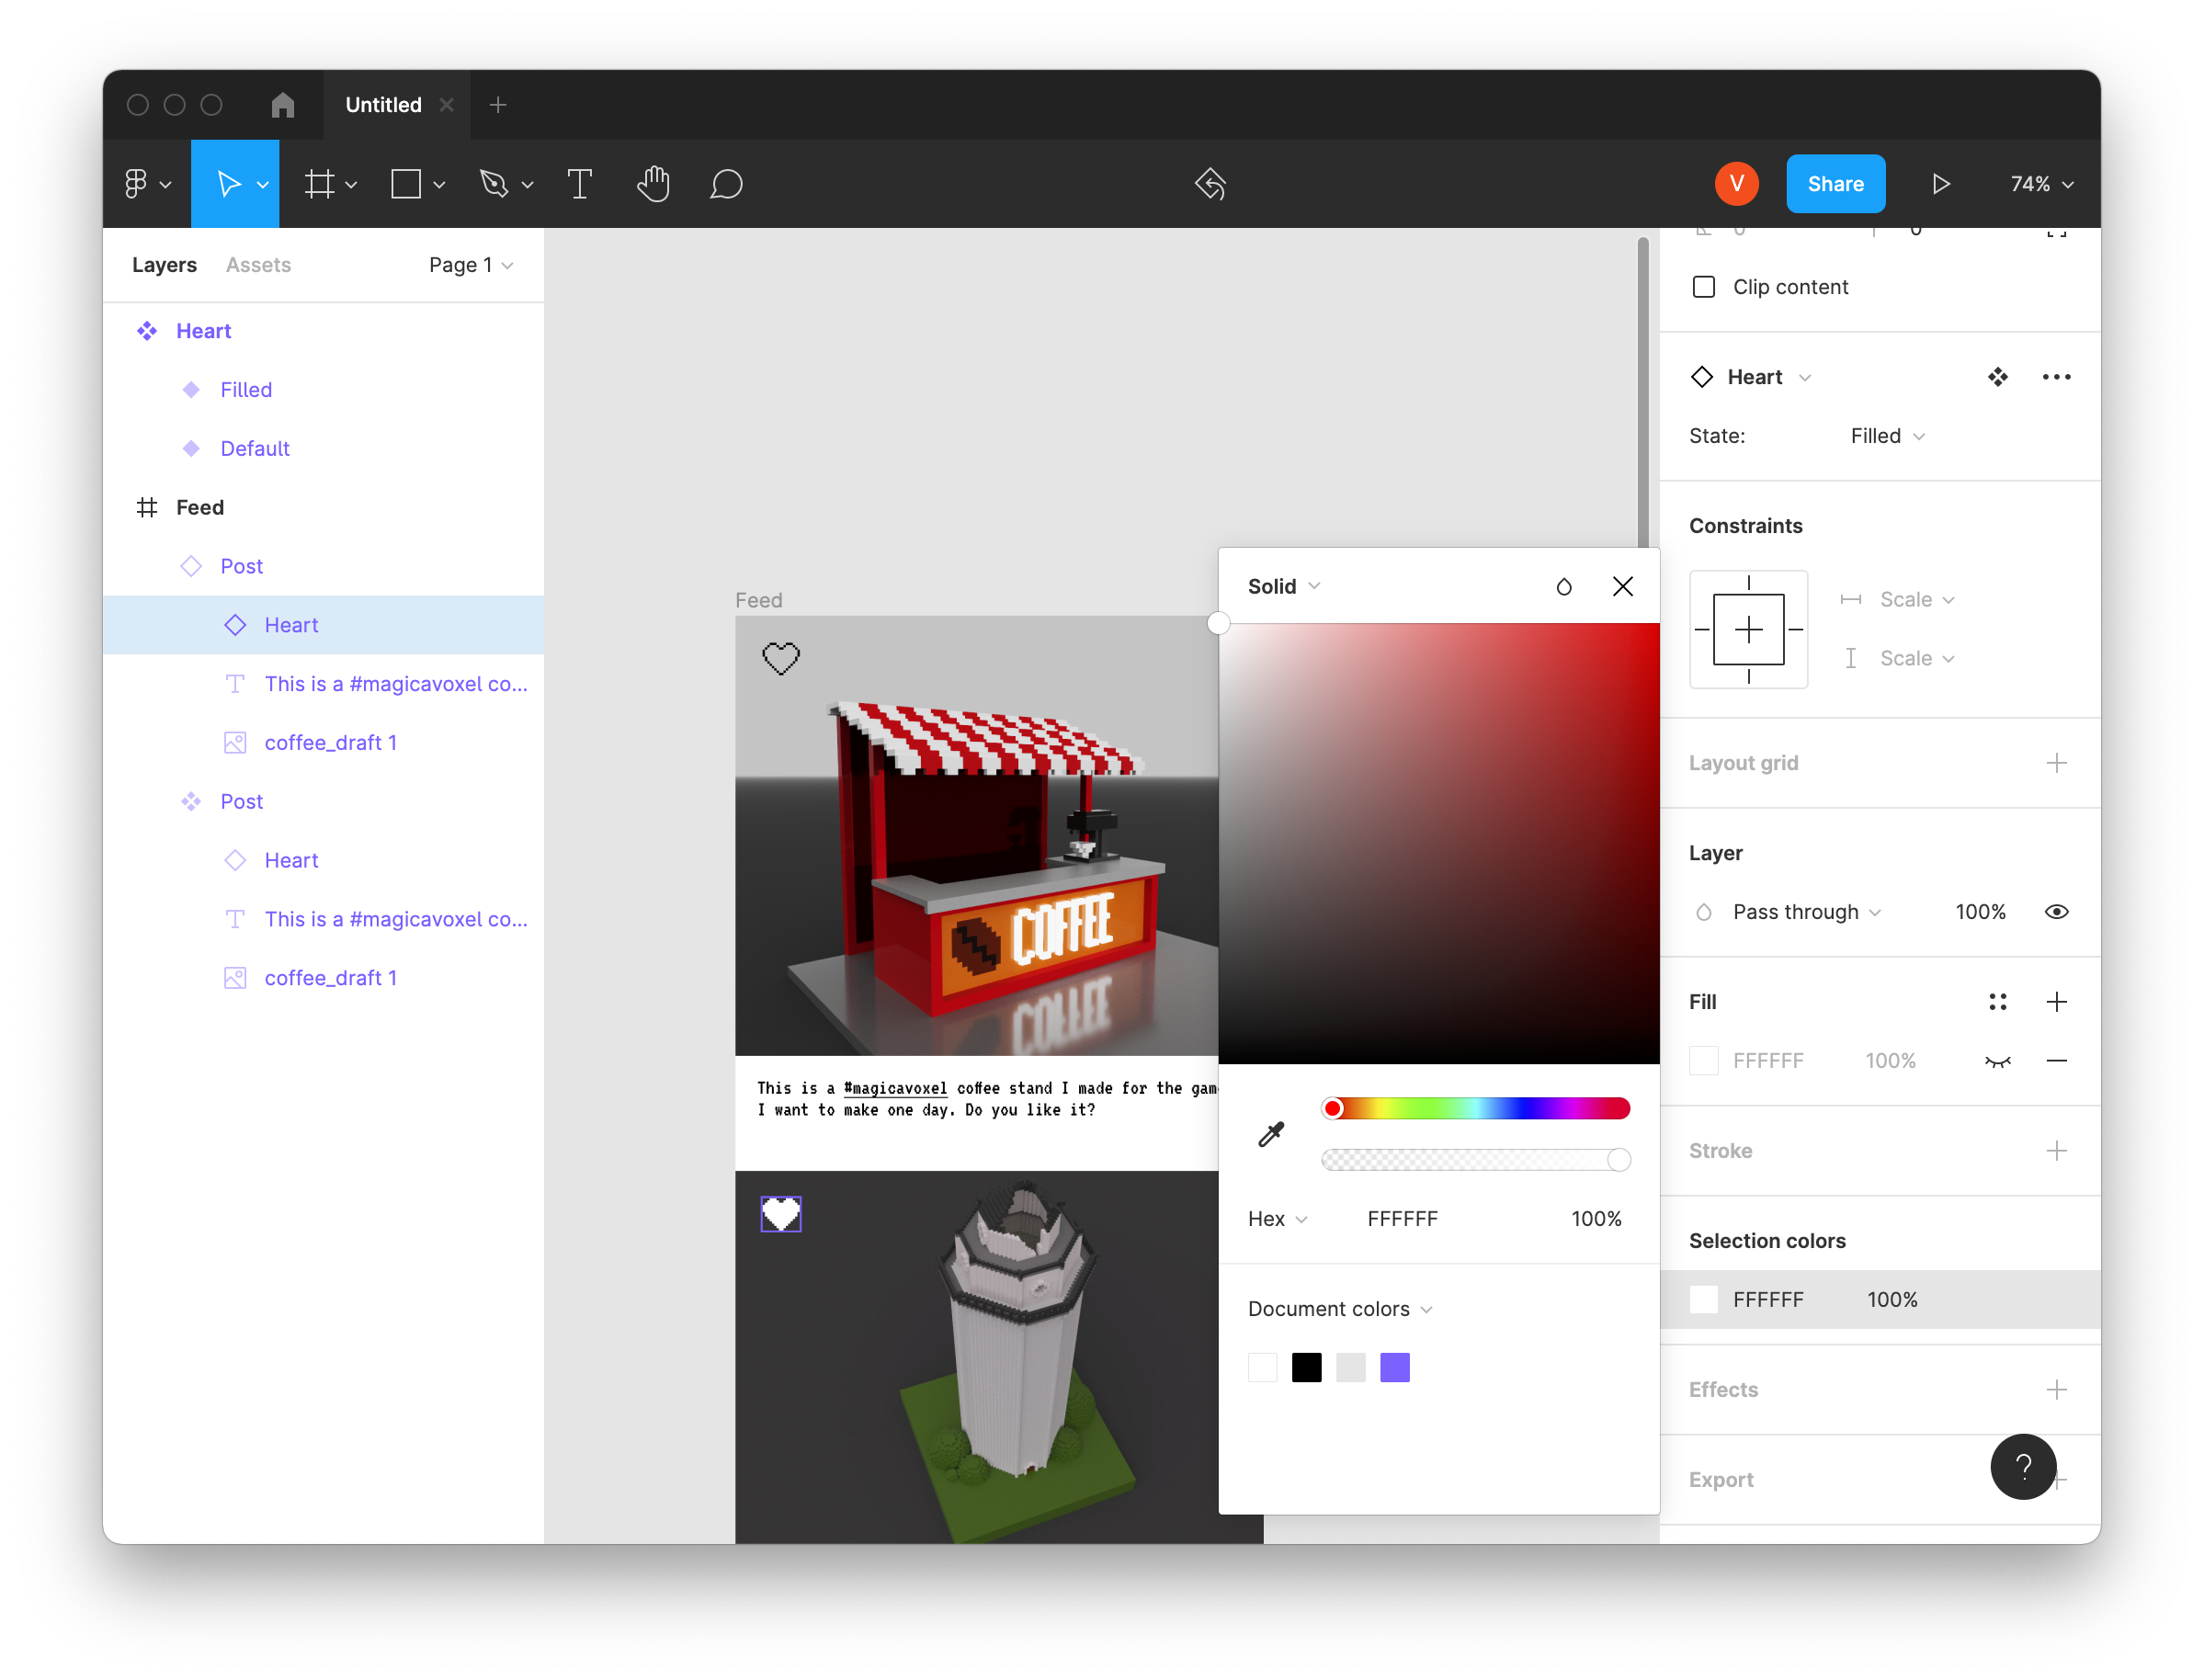 Untitled
V
Share
74%
Layers
Assets
Page 1
Heart
Filled
Default
Feed
Post
Heart
This is a #magicavoxel co...
coffee_draft 1
Post
Heart
This is a #magicavoxel co...
coffee_draft 1
Feed
COFFEE
This is a #magicavoxel coffee stand I made for the gam
I want to make one day. Do you like it?
Solid
Hex
FFFFFF
100%
Document colors
0
0
Clip content
Heart
State:
Filled
Constraints
Scale
Scale
Layout grid
Layer
Pass through
100%
Fill
FFFFFF
100%
Stroke
Selection colors
FFFFFF
100%
Effects
Export
?